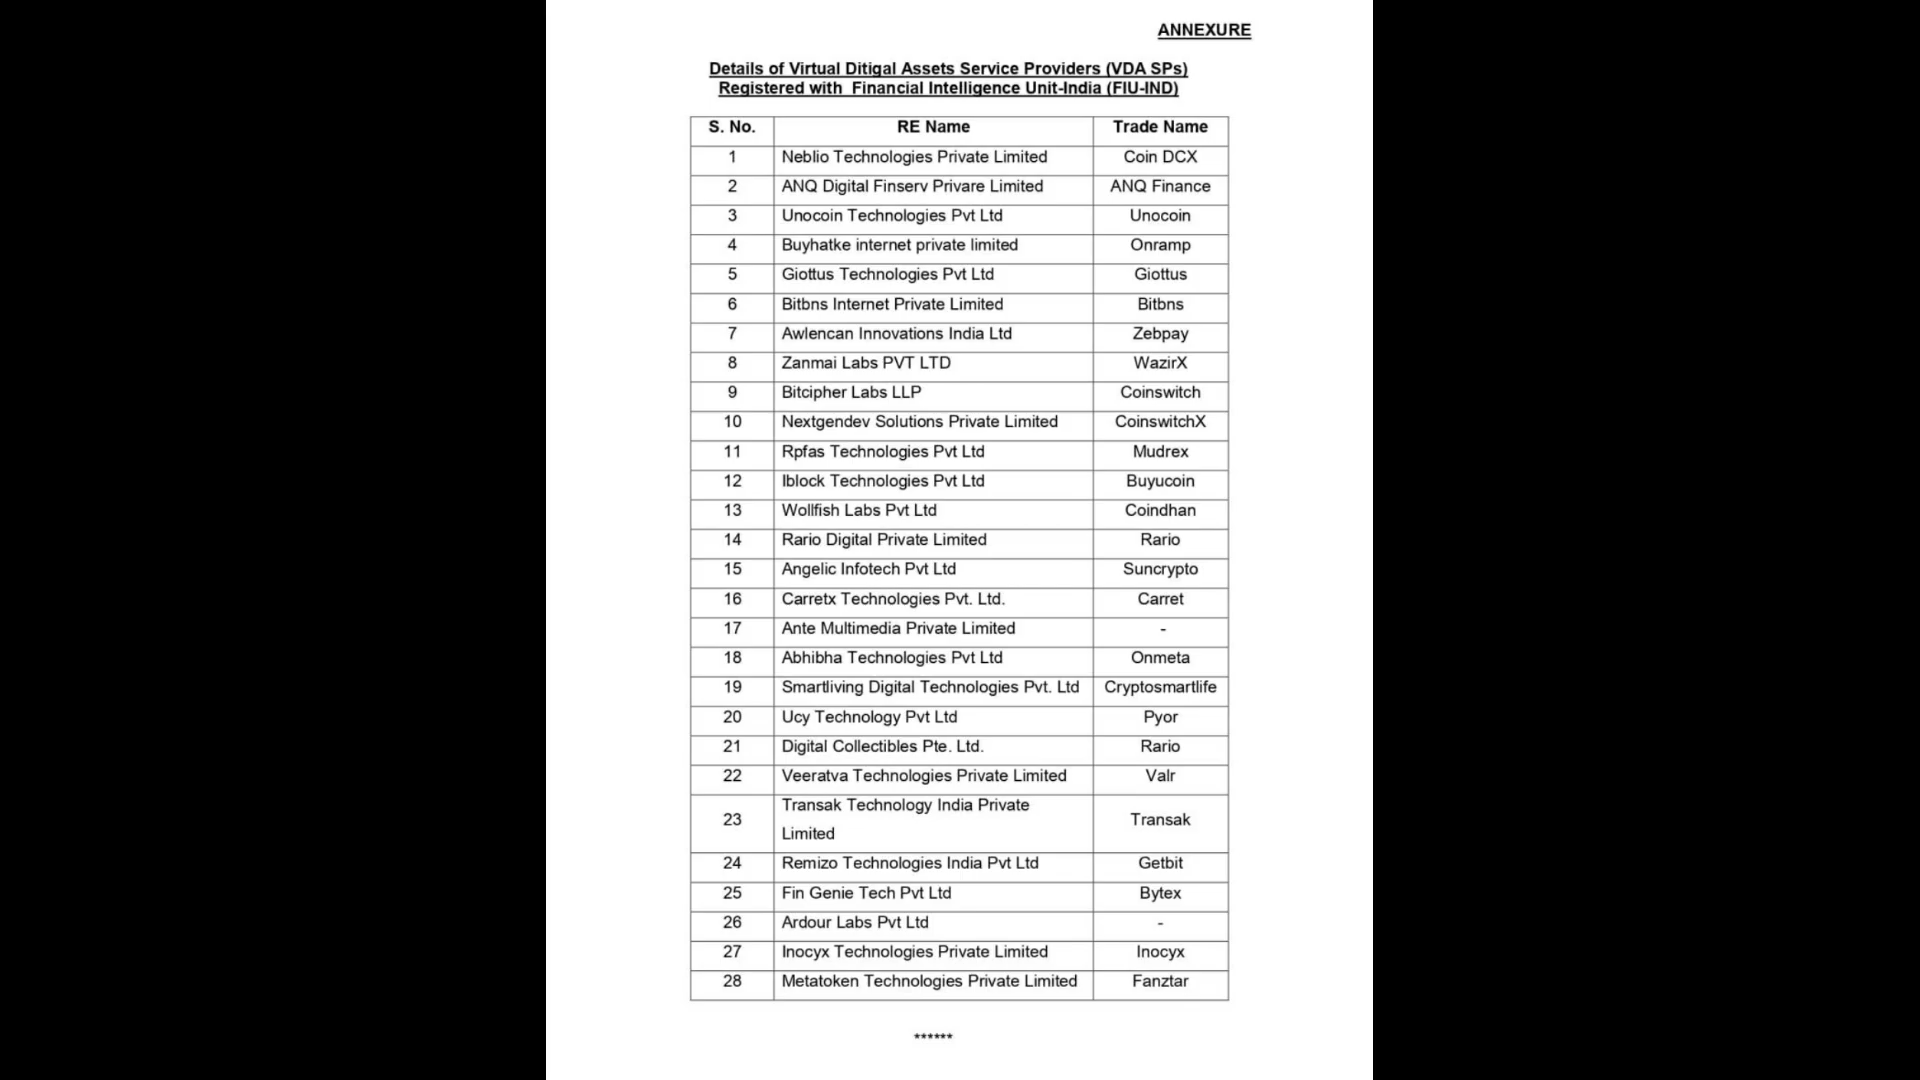 ANNEXURE
Details of Virtual Ditigal Assets Service Providers (VDA SPs)
Registered with Financial Intelligence Unit-India (FIU-IND)
S. No. RE Name Trade Name
1 Neblio Technologies Private Limited Coin DCX
2 ANQ Digital Finserv Privare Limited ANQ Finance
3 Unocoin Technologies Pvt Ltd Unocoin
4 Buyhatke internet private limited Onramp
5 Giottus Technologies Pvt Ltd Giottus
6 Bitbns Internet Private Limited Bitbns
7 Awlencan Innovations India Ltd Zebpay
8 Zanmai Labs PVT LTD WazirX
9 Bitcipher Labs LLP Coinswitch
10 Nextgendev Solutions Private Limited CoinswitchX
11 Rpfas Technologies Pvt Ltd Mudrex
12 Iblock Technologies Pvt Ltd Buyucoin
13 Wollfish Labs Pvt Ltd Coindhan
14 Rario Digital Private Limited Rario
15 Angelic Infotech Pvt Ltd Suncrypto
16 Carretx Technologies Pvt. Ltd. Carret
17 Ante Multimedia Private Limited -
18 Abhibha Technologies Pvt Ltd Onmeta
19 Smartliving Digital Technologies Pvt. Ltd Cryptosmartlife
20 Ucy Technology Pvt Ltd Pyor
21 Digital Collectibles Pte. Ltd. Rario
22 Veeratva Technologies Private Limited Valr
23 Transak Technology India Private
Limited Transak
24 Remizo Technologies India Pvt Ltd Getbit
25 Fin Genie Tech Pvt Ltd Bytex
26 Ardour Labs Pvt Ltd -
27 Inocyx Technologies Private Limited Inocyx
28 Metatoken Technologies Private Limited Fanztar
******